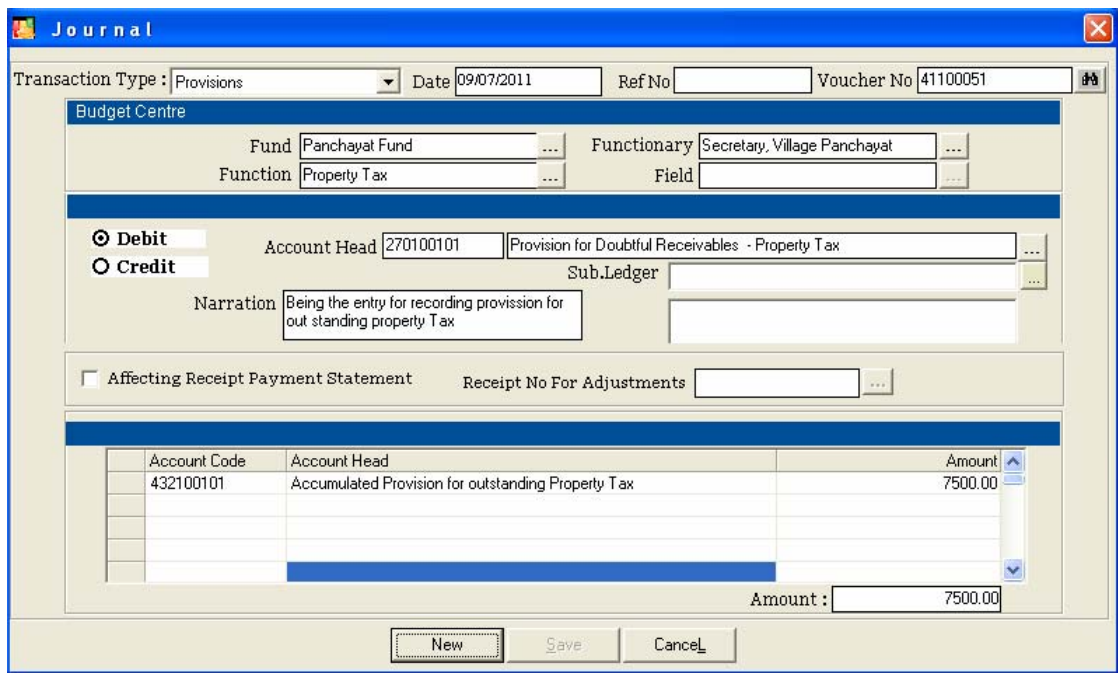 Journal
Transaction Type : Provisions Date 09/07/2011 Ref No Voucher No 41100051
Budget Centre
Fund Panchayat Fund ... Functionary Secretary, Village Panchayat ...
Function Property Tax ... Field ...
Debit
Credit
Account Head 270100101 Provision for Doubtful Receivables - Property Tax ...
Sub.Ledger ...
Narration Being the entry for recording provission for
out standing property Tax
Affecting Receipt Payment Statement Receipt No For Adjustments ...
Account Code Account Head Amount
432100101 Accumulated Provision for outstanding Property Tax 7500.00
Amount : 7500.00
New Save CanceL